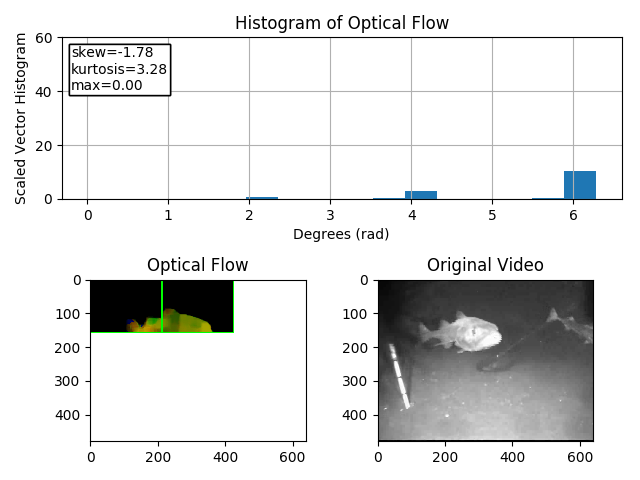 Histogram of Optical Flow
Scaled Vector Histogram
60
40
20
0
skew=-1.78
kurtosis=3.28
max=0.00
0 1 2 3 4 5 6
Degrees (rad)
Optical Flow
0
100
200
300
400
0 200 400 600
Original Video
0
100
200
300
400
0 200 400 600